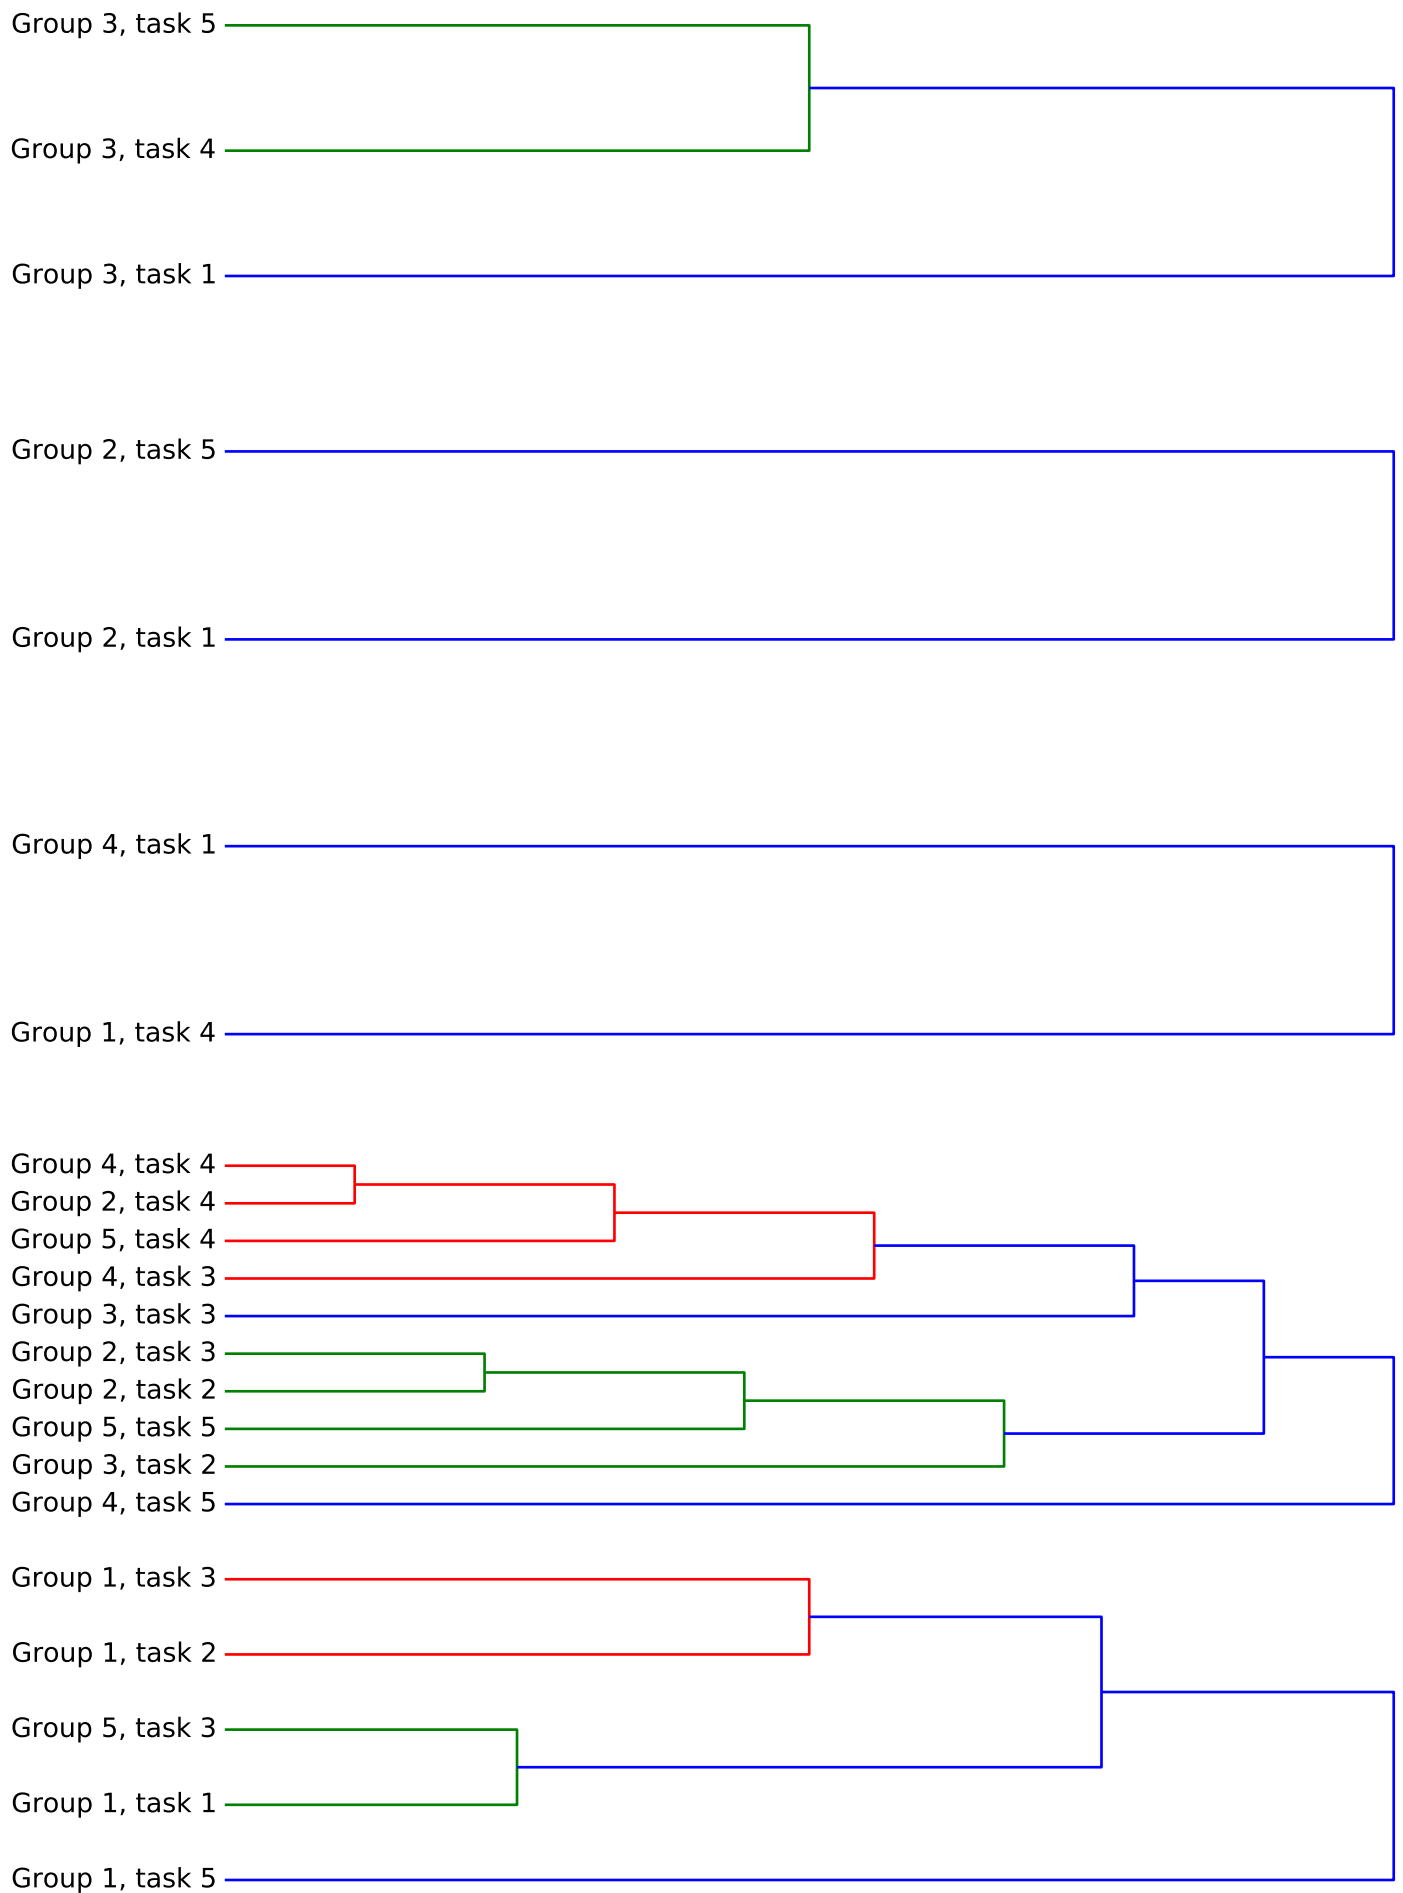 Group 3, task 5
Group 3, task 4
Group 3, task 1
Group 2, task 5
Group 2, task 1
Group 4, task 1
Group 1, task 4
Group 4, task 4
Group 2, task 4
Group 5, task 4
Group 4, task 3
Group 3, task 3
Group 2, task 3
Group 2, task 2
Group 5, task 5
Group 3, task 2
Group 4, task 5
Group 1, task 3
Group 1, task 2
Group 5, task 3
Group 1, task 1
Group 1, task 5